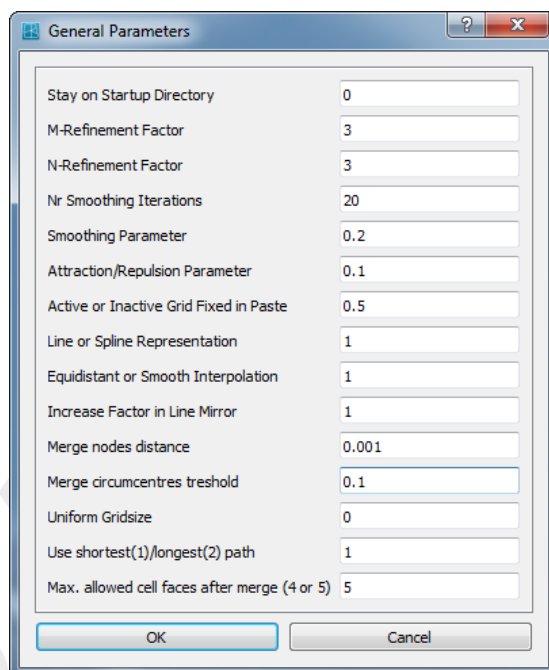 General Parameters
Stay on Startup Directory 0
M-Refinement Factor 3
N-Refinement Factor 3
Nr Smoothing Iterations 20
Smoothing Parameter 0.2
Attraction/Repulsion Parameter 0.1
Active or Inactive Grid Fixed in Paste 0.5
Line or Spline Representation 1
Equidistant or Smooth Interpolation 1
Increase Factor in Line Mirror 1
Merge nodes distance 0.001
Merge circumcentres treshold 0.1
Uniform Gridsize 0
Use shortest(1)/longest(2) path 1
Max. allowed cell faces after merge (4 or 5) 5
OK Cancel